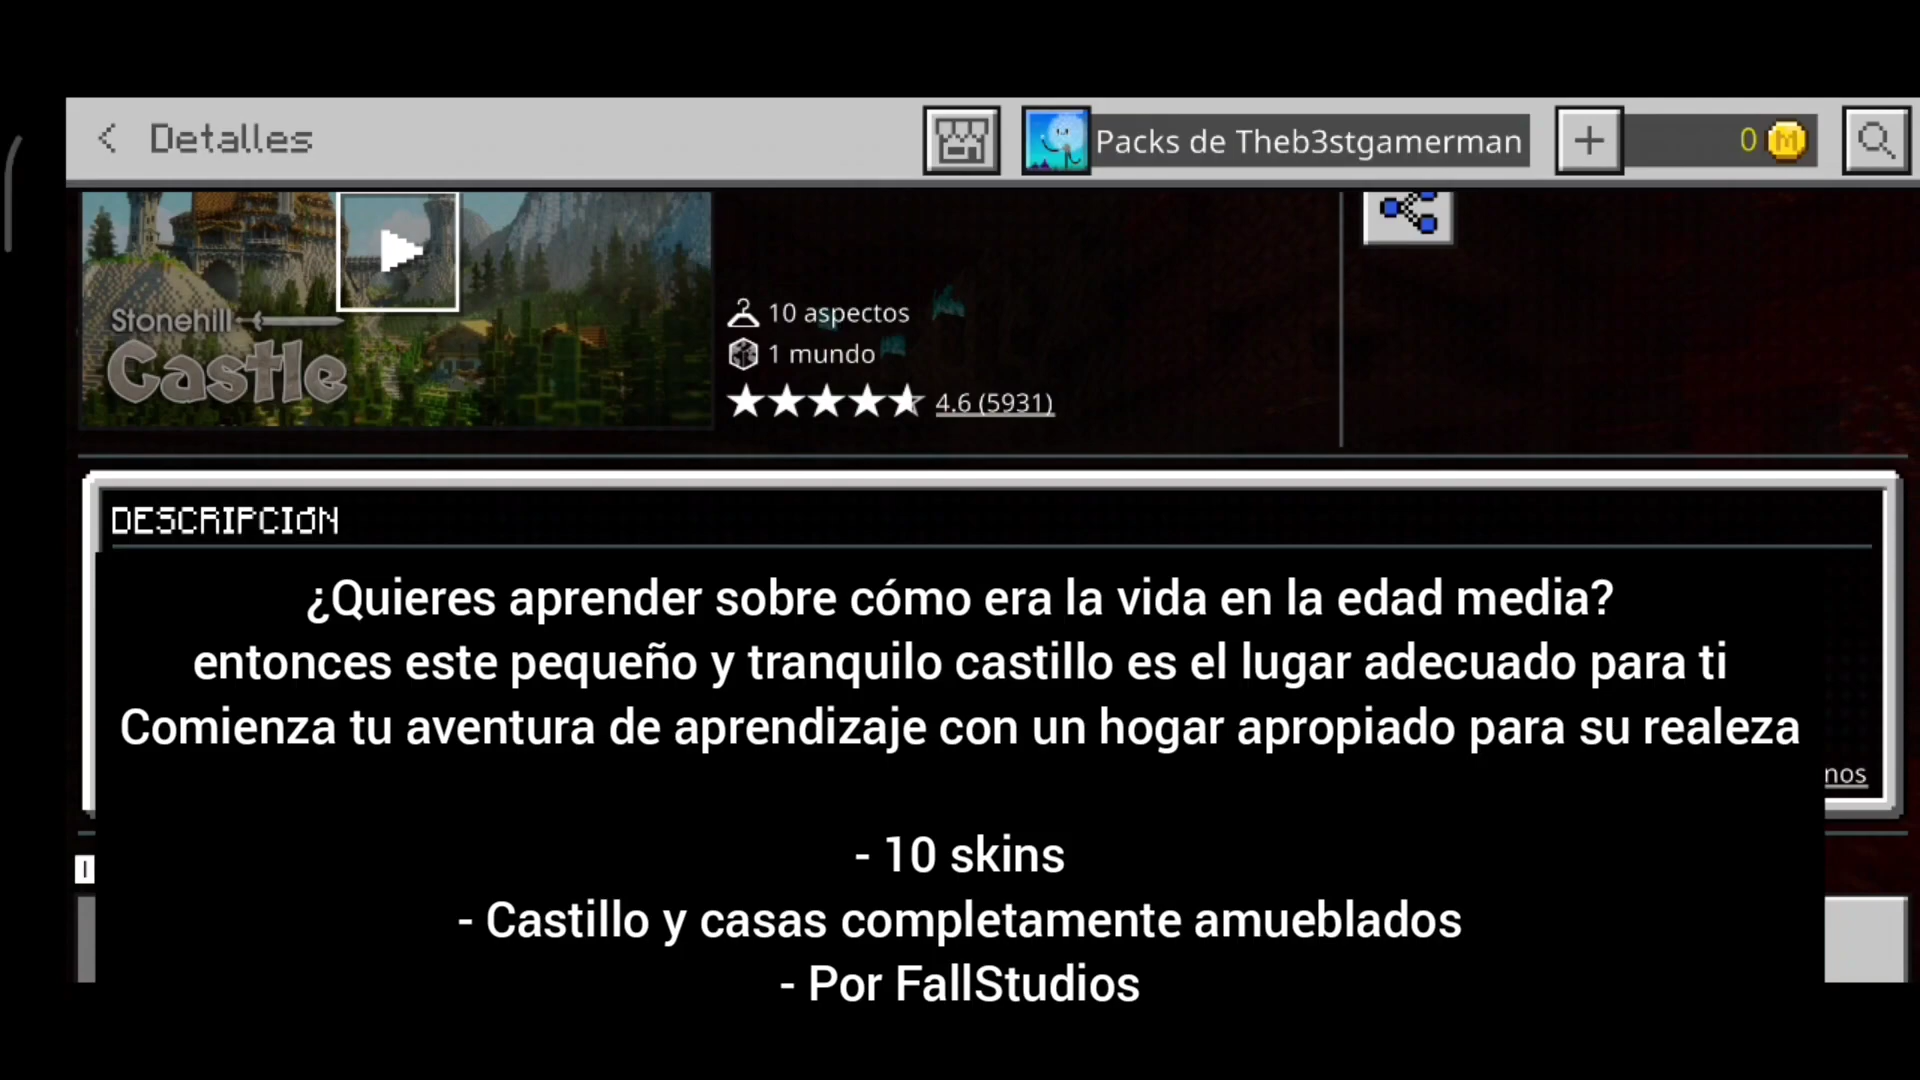 Detalles
Packs de Theb3stgamerman
0
Stonehill
Castle
10 aspectos
1 mundo
4.6 (5931)
DESCRIPCIÓN
¿Quieres aprender sobre cómo era la vida en la edad media?
entonces este pequeño y tranquilo castillo es el lugar adecuado para ti
Comienza tu aventura de aprendizaje con un hogar apropiado para su realeza
nos
- 10 skins
- Castillo y casas completamente amueblados
- Por FallStudios